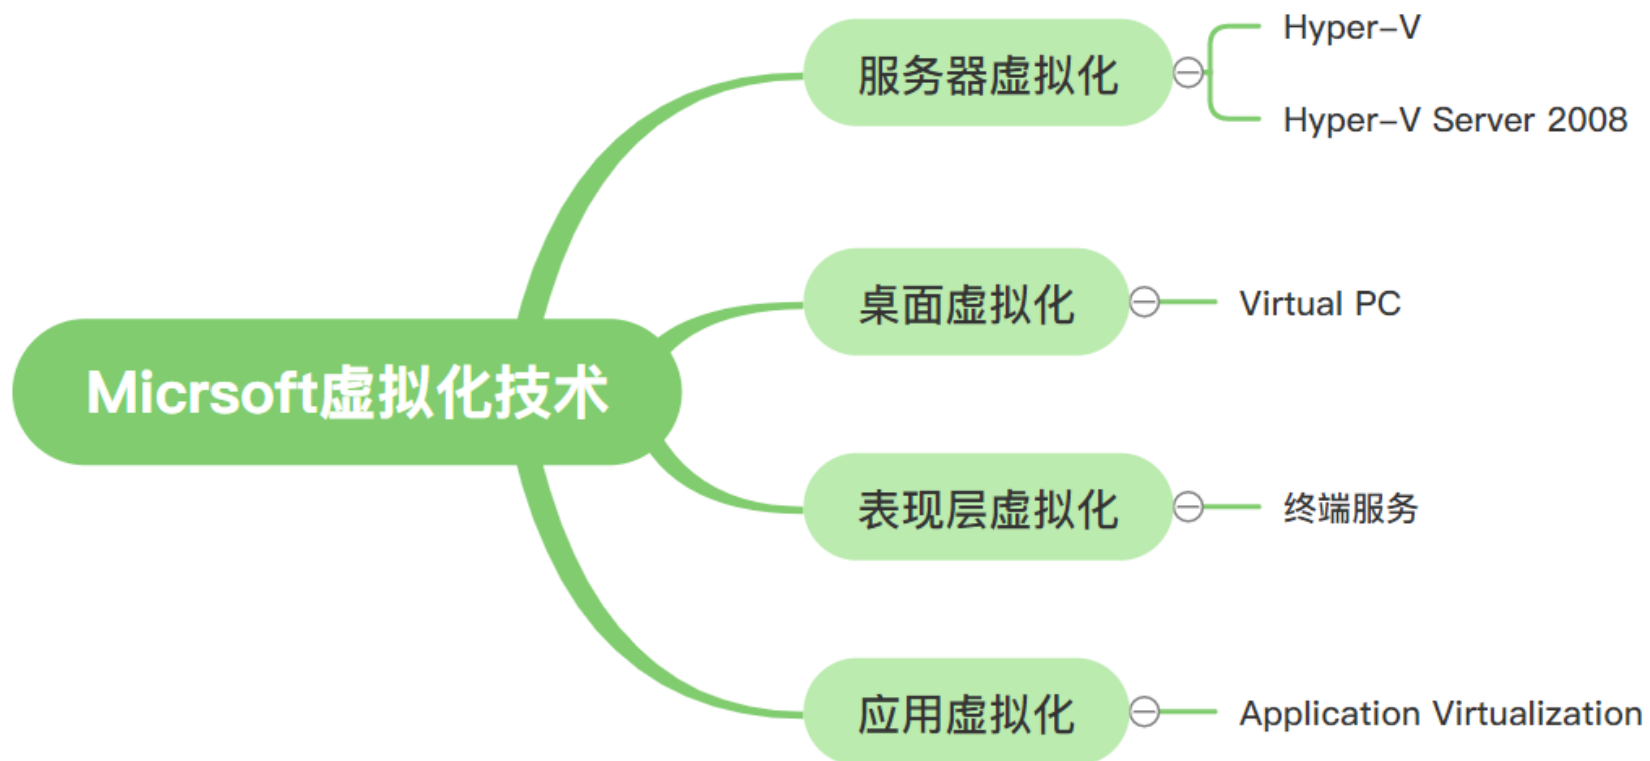 Micrsoft虚拟化技术
服务器虚拟化
Hyper-V
Hyper-V Server 2008
桌面虚拟化
Virtual PC
表现层虚拟化
终端服务
应用虚拟化
Application Virtualization